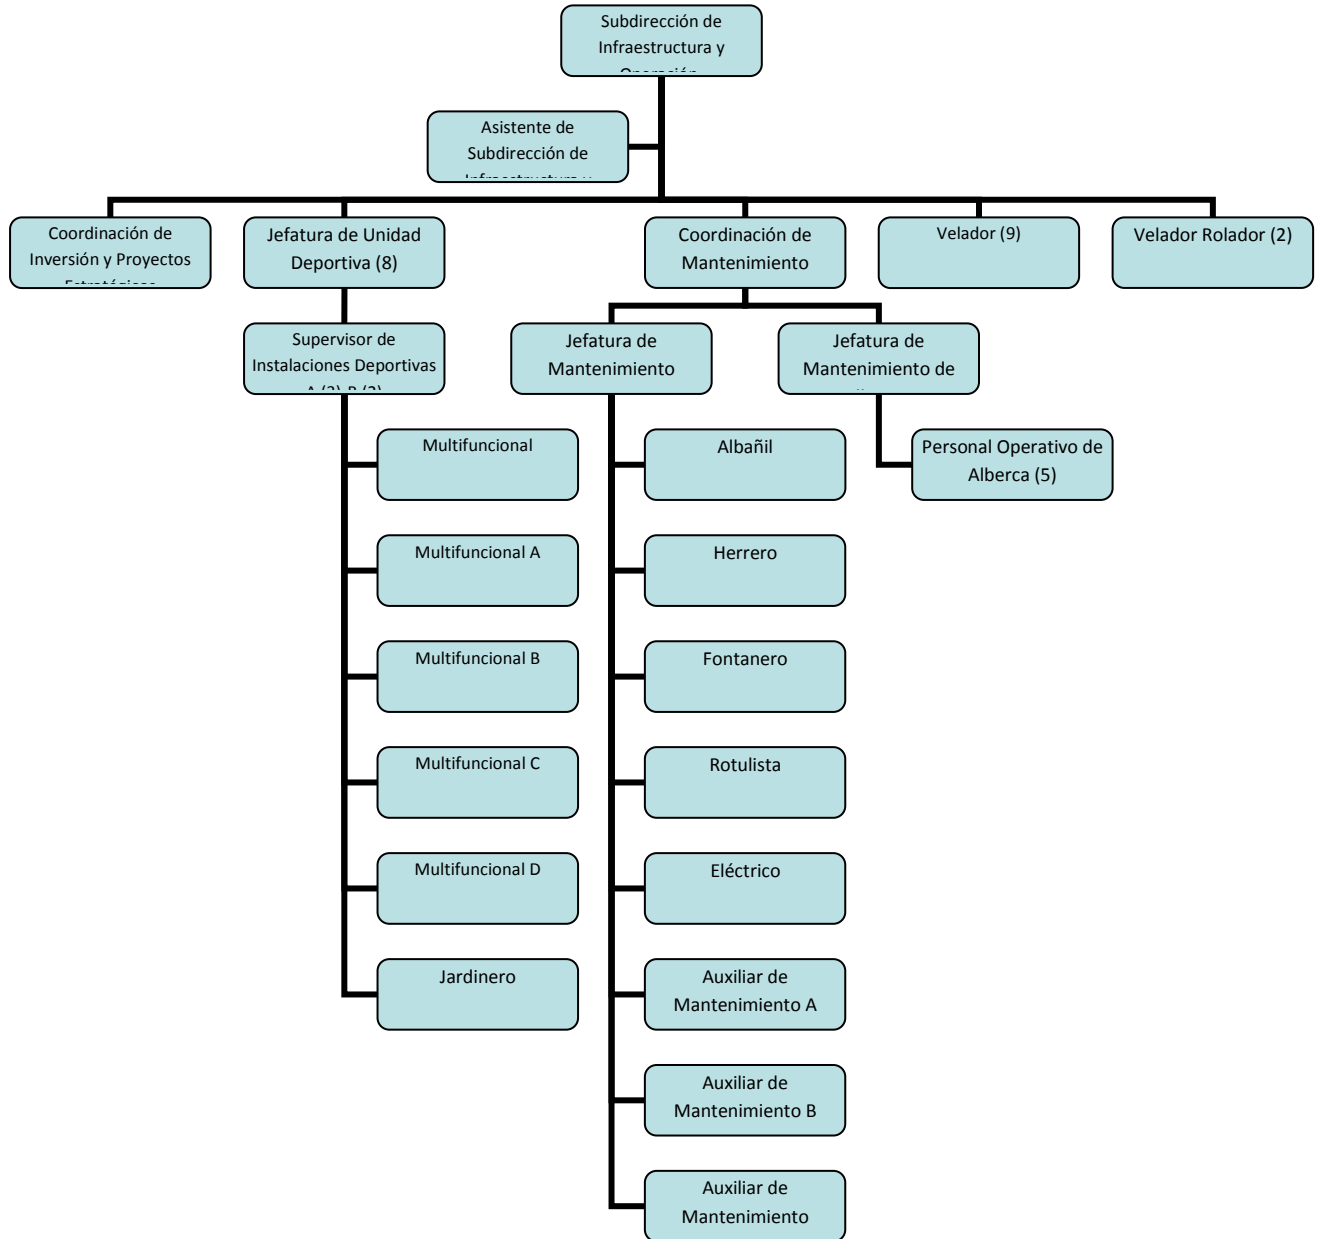 Subdirección de
Infraestructura y
Operación
Asistente de
Subdirección de
Infraestructura y
Coordinación de
Inversión y Proyectos
Estratégicos
Jefatura de Unidad
Deportiva (8)
Coordinación de
Mantenimiento
Velador (9)
Velador Rolador (2)
Supervisor de
Instalaciones Deportivas
Jefatura de
Mantenimiento
Jefatura de
Mantenimiento de
Multifuncional
Multifuncional A
Multifuncional B
Multifuncional C
Multifuncional D
Jardinero
Albañil
Herrero
Fontanero
Rotulista
Eléctrico
Auxiliar de
Mantenimiento A
Auxiliar de
Mantenimiento B
Auxiliar de
Mantenimiento
Personal Operativo de
Alberca (5)